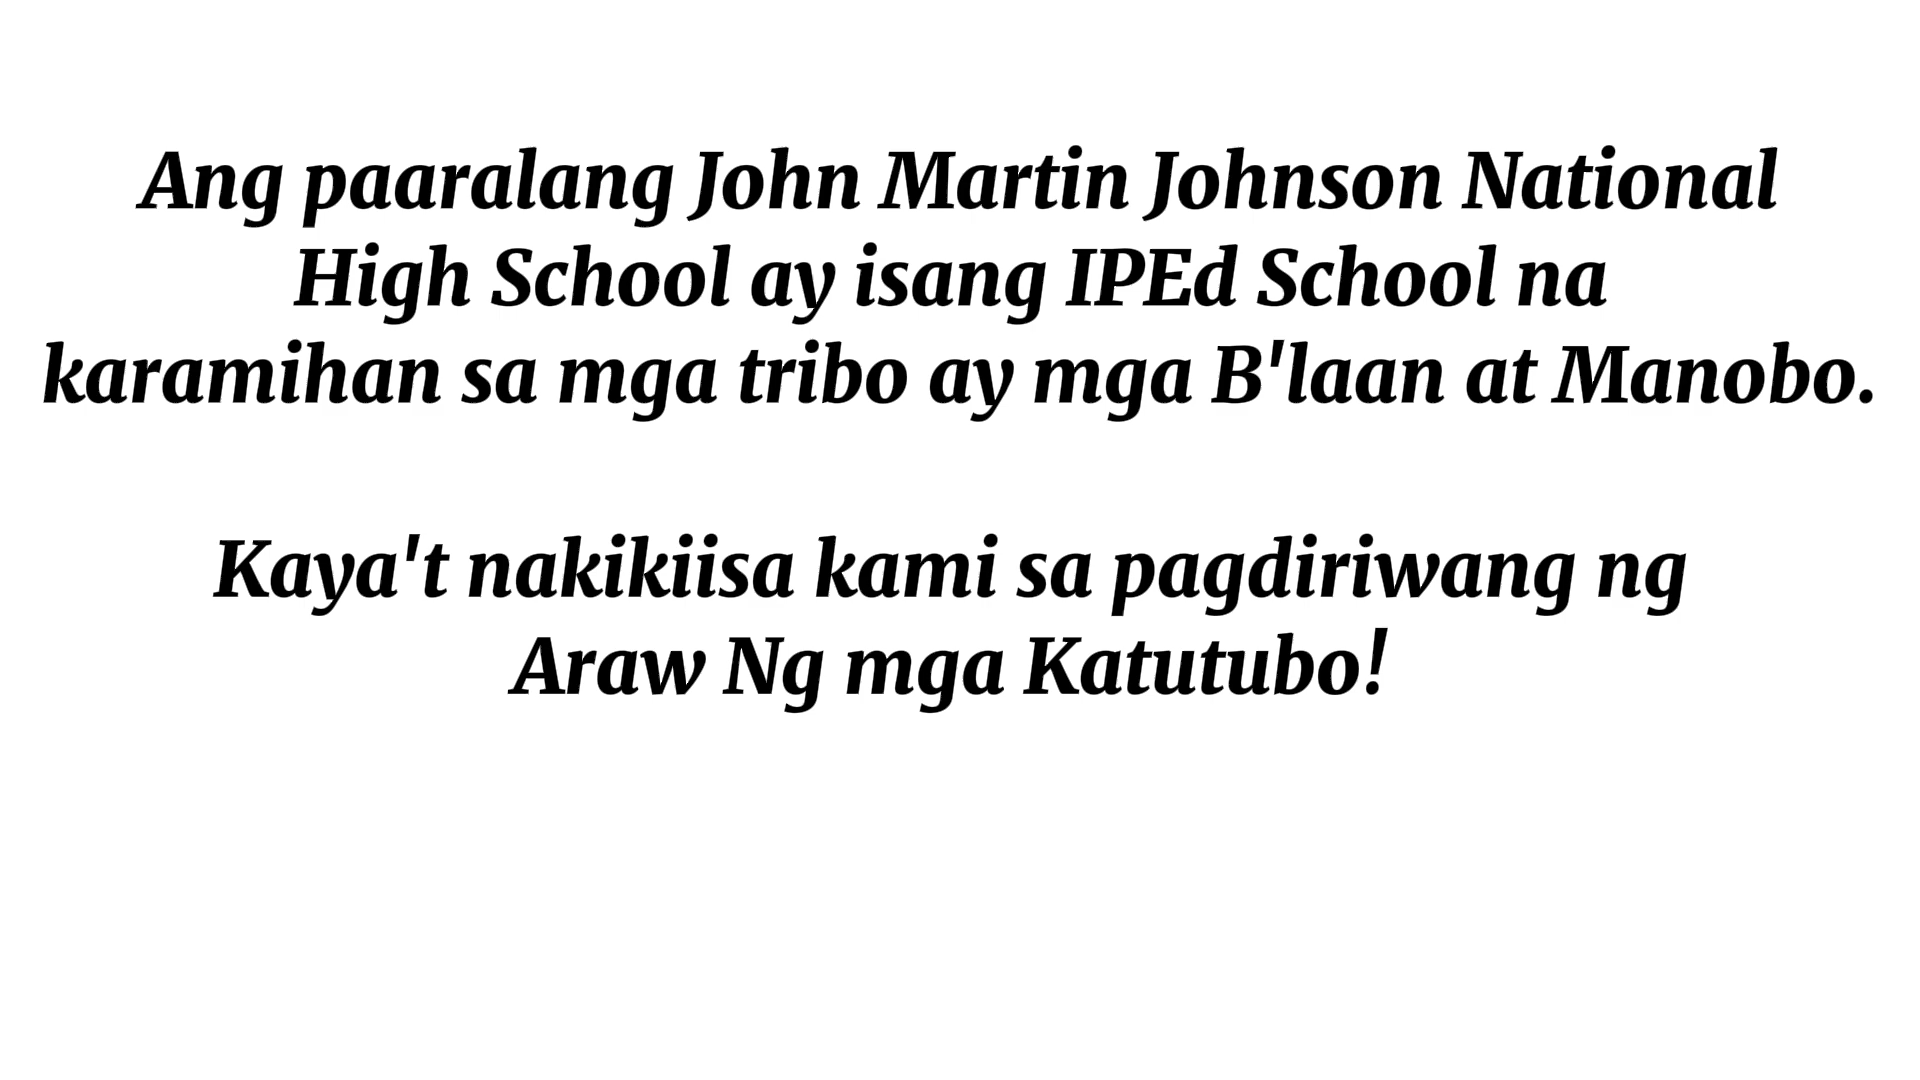 Ang paaralang John Martin Johnson National
High School ay isang IPEd School na
karamihan sa mga tribo ay mga B'laan at Manobo.
Kaya't nakikiisa kami sa pagdiriwang ng
Araw Ng mga Katutubo!